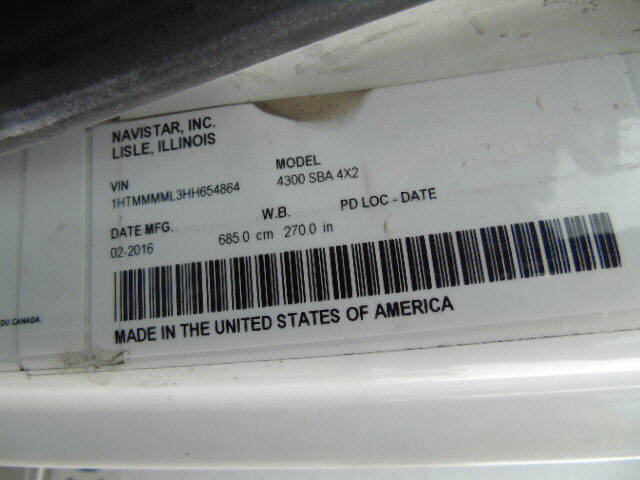 NAVISTAR, INC.
LISLE, ILLINOIS
VIN MODEL
1HTMMMML3HH654864 4300 SBA 4X2
DATE MFG. W.B. PD LOC - DATE
02-2016 685.0 cm 270.0 in
DU CANADA
MADE IN THE UNITED STATES OF AMERICA